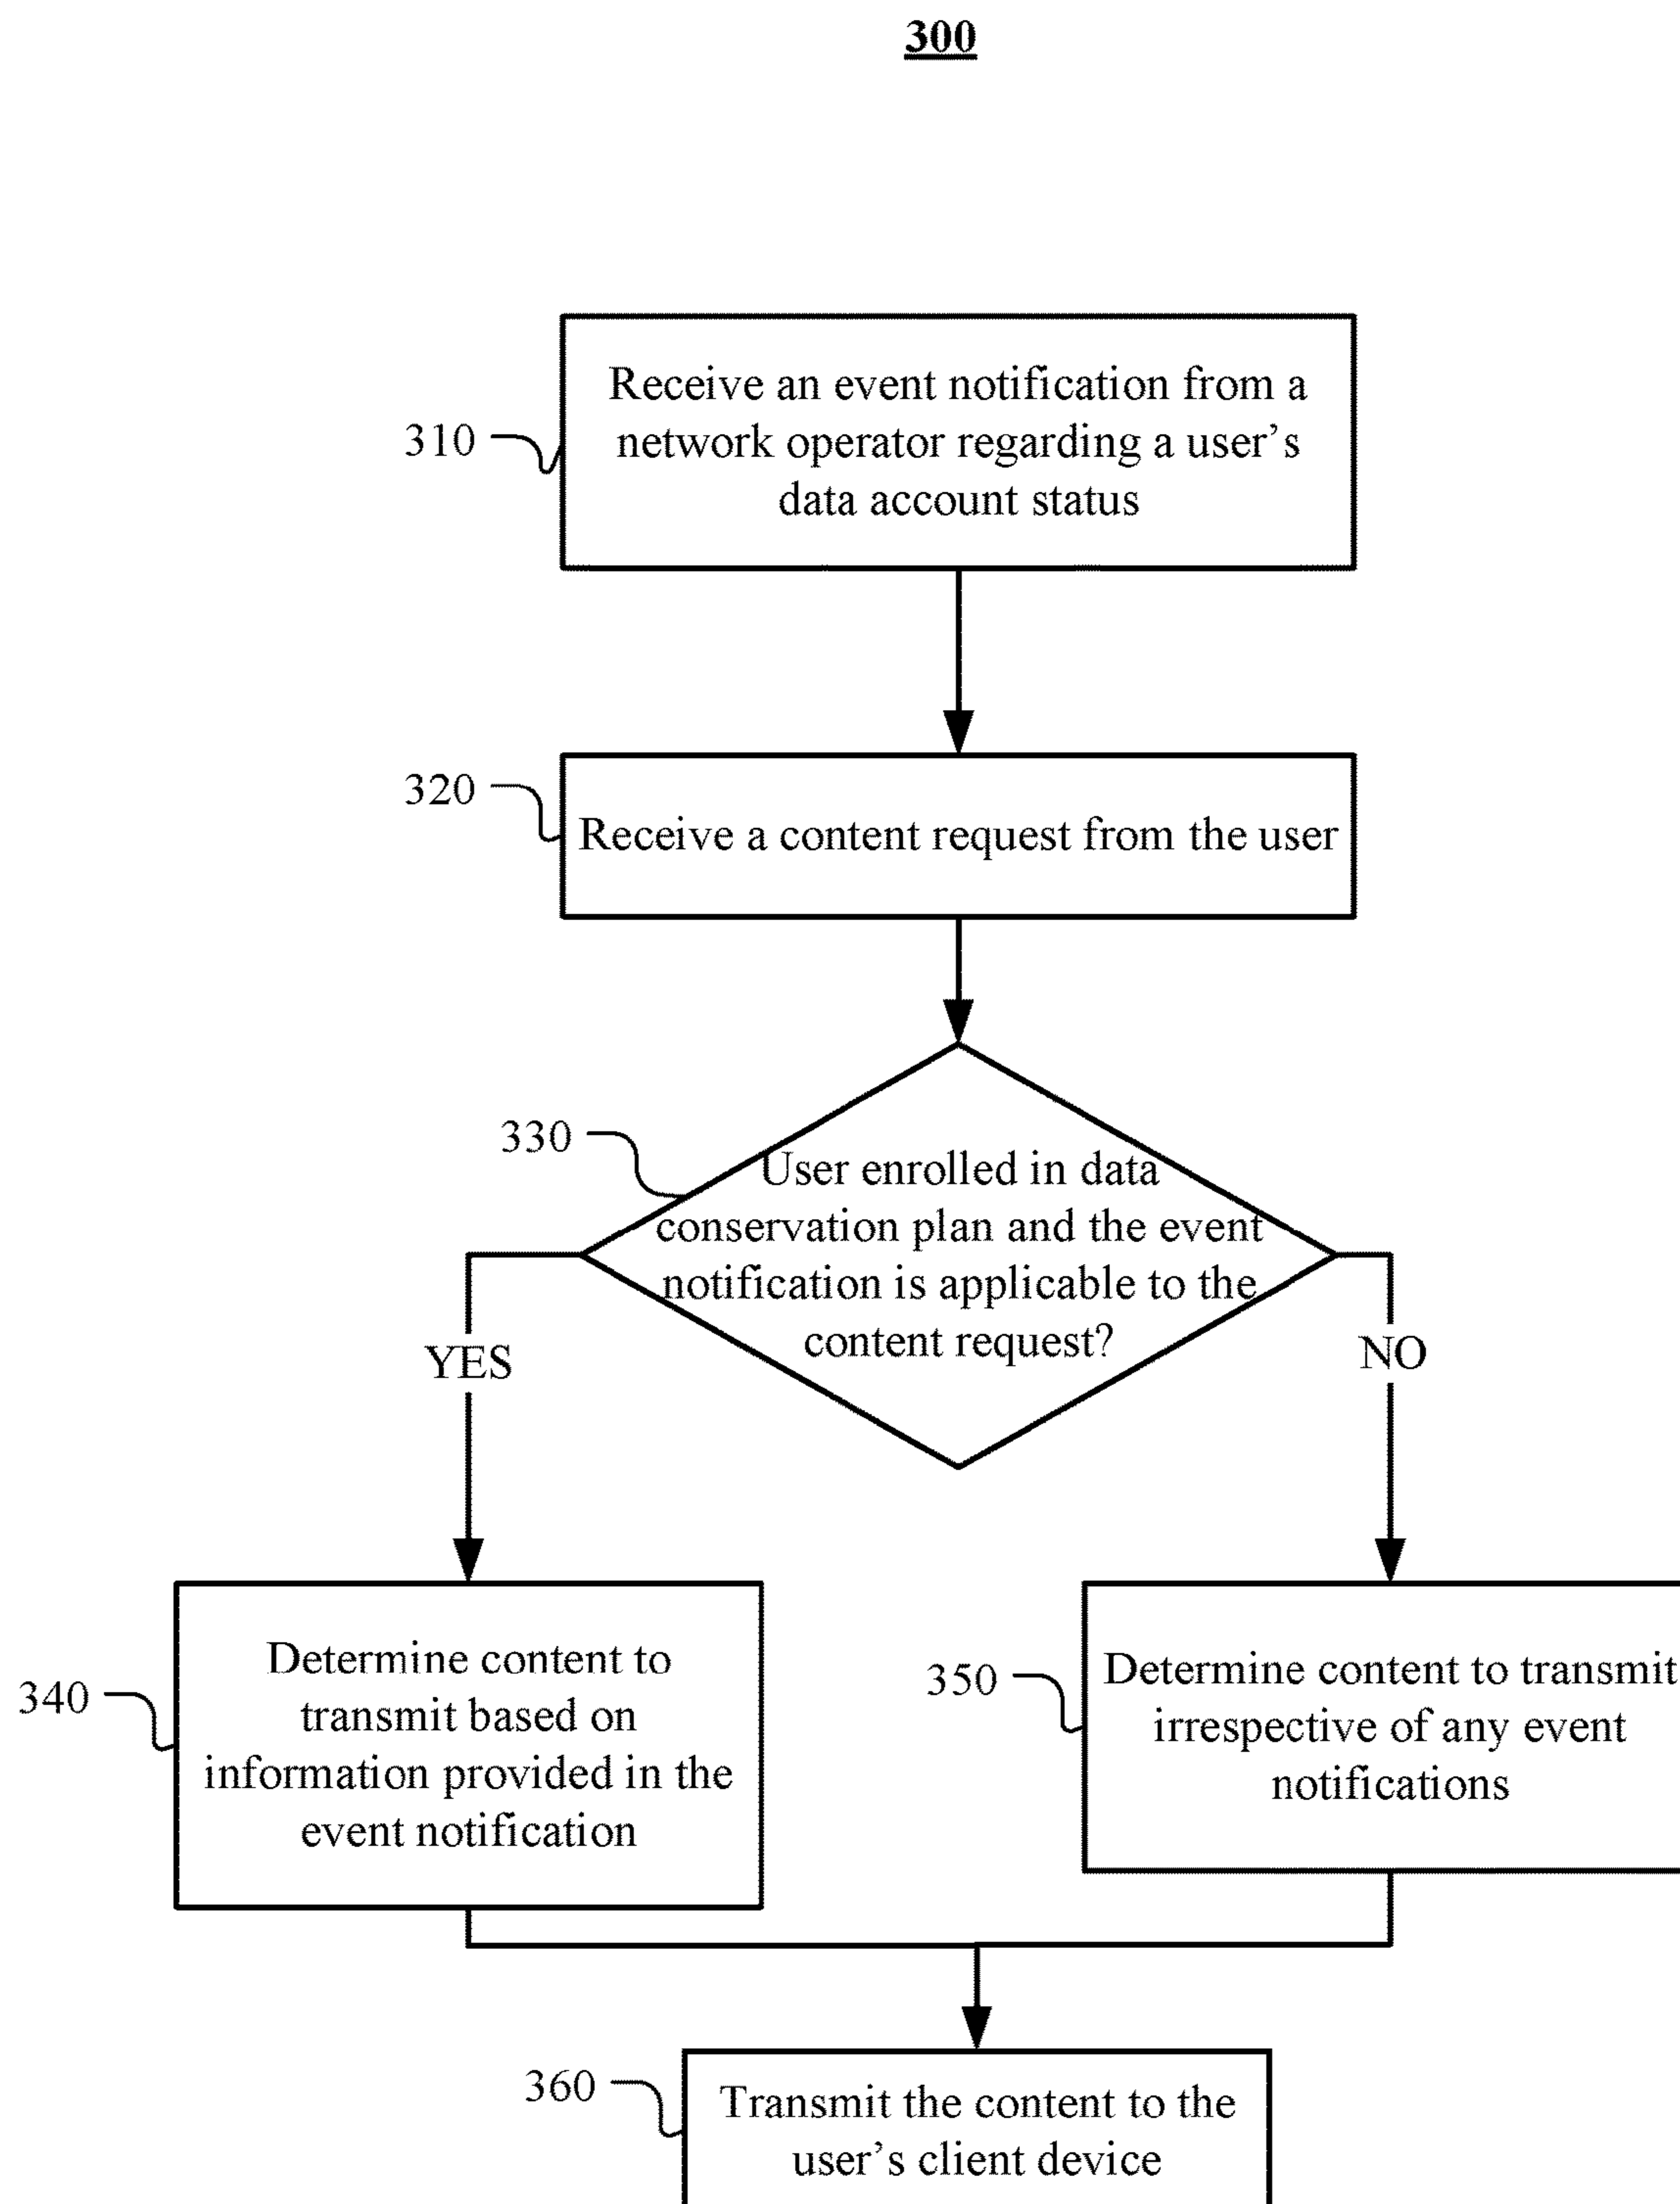 300
310
Receive an event notification from a
network operator regarding a user’s
data account status
320
Receive a content request from the user
330
User enrolled in data
conservation plan and the event
notification is applicable to the
content request?
YES
NO
340
Determine content to
transmit based on
information provided in the
event notification
350
Determine content to transmit
irrespective of any event
notifications
360
Transmit the content to the
user’s client device